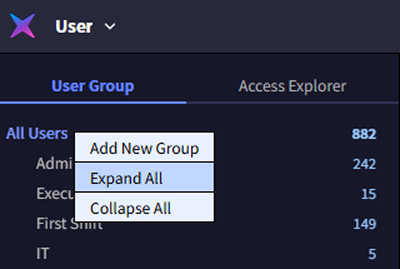 User
User Group Access Explorer
All Users 882
Add New Group
Admi 242
Expand All
Execu 15
Collapse All
First Shift 149
IT 5